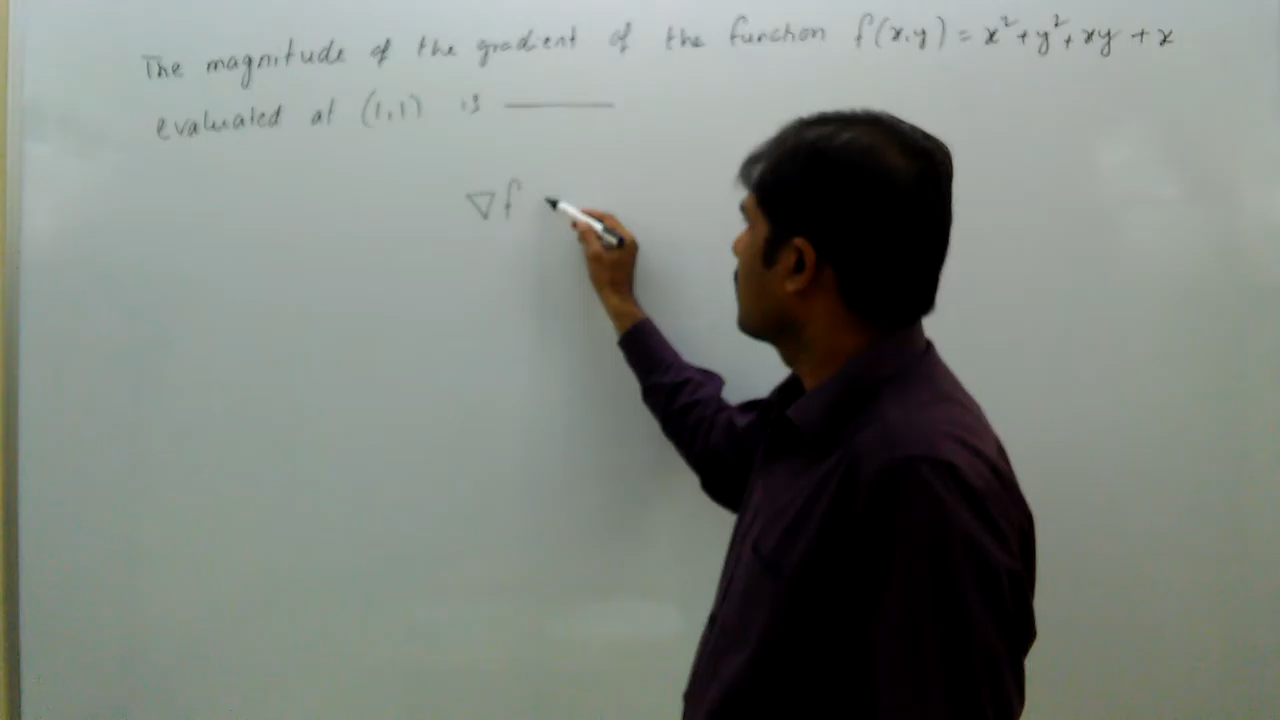 The magnitude of the gradient of the function f(x,y) = x² + y² + xy + x
evaluated at (1,1) is ______
∇f